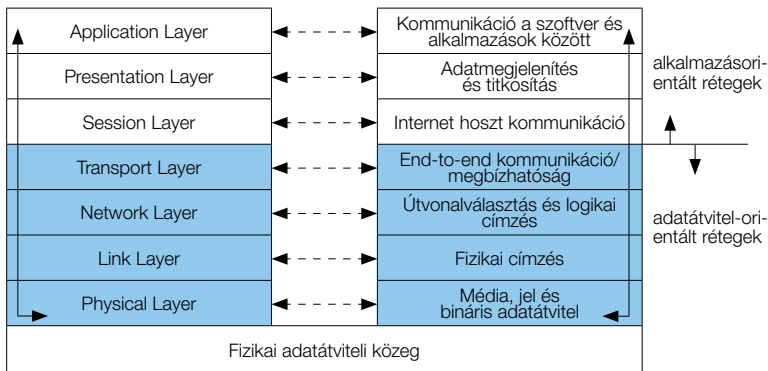 Application Layer
Kommunikáció a szoftver és
alkalmazások között
Presentation Layer
Adatmegjelenítés
és titkosítás
Session Layer
Internet hoszt kommunikáció
Transport Layer
End-to-end kommunikáció/
megbízhatóság
Network Layer
Útvonalválasztás és logikai
címzés
Link Layer
Fizikai címzés
Physical Layer
Média, jel és
bináris adatátvitel
Fizikai adatátviteli közeg
alkalmazásori-
entált rétegek
adatátvitel-ori-
entált rétegek